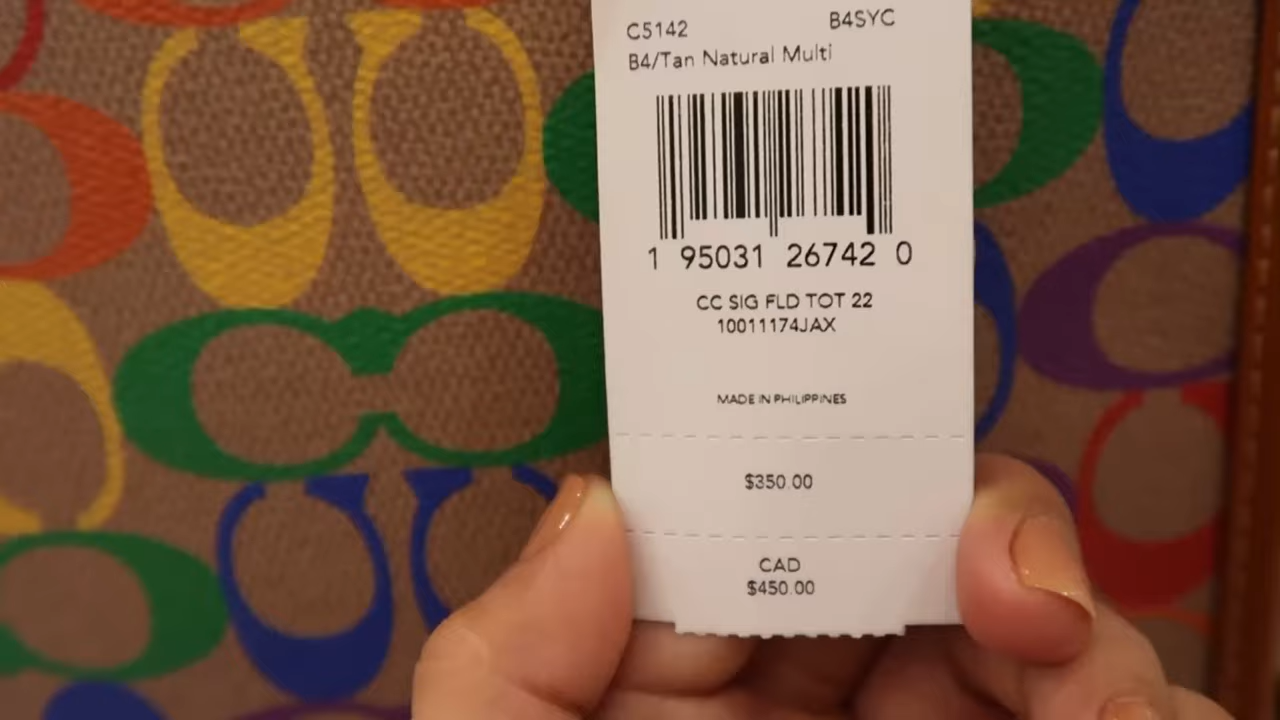 C5142 B4SYC
B4/Tan Natural Multi
1 95031 26742 0
CC SIG FLD TOT 22
10011174JAX
MADE IN PHILIPPINES
$350.00
CAD
$450.00